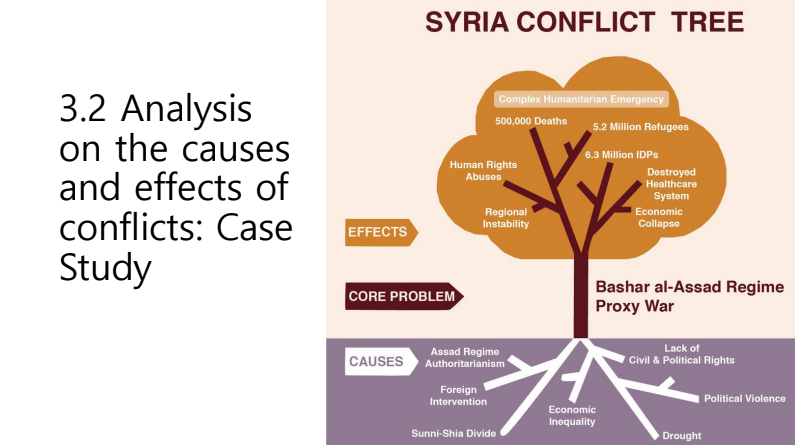 3.2 Analysis
on the causes
and effects of
conflicts: Case
Study
SYRIA CONFLICT TREE
Complex Humanitarian Emergency
500,000 Deaths
5.2 Million Refugees
6.3 Million IDPs
Human Rights
Abuses
Destroyed
Healthcare
System
Regional
Instability
Economic
Collapse
EFFECTS
CORE PROBLEM
Bashar al-Assad Regime
Proxy War
CAUSES
Assad Regime
Authoritarianism
Lack of
Civil & Political Rights
Foreign
Intervention
Political Violence
Economic
Inequality
Sunni-Shia Divide
Drought